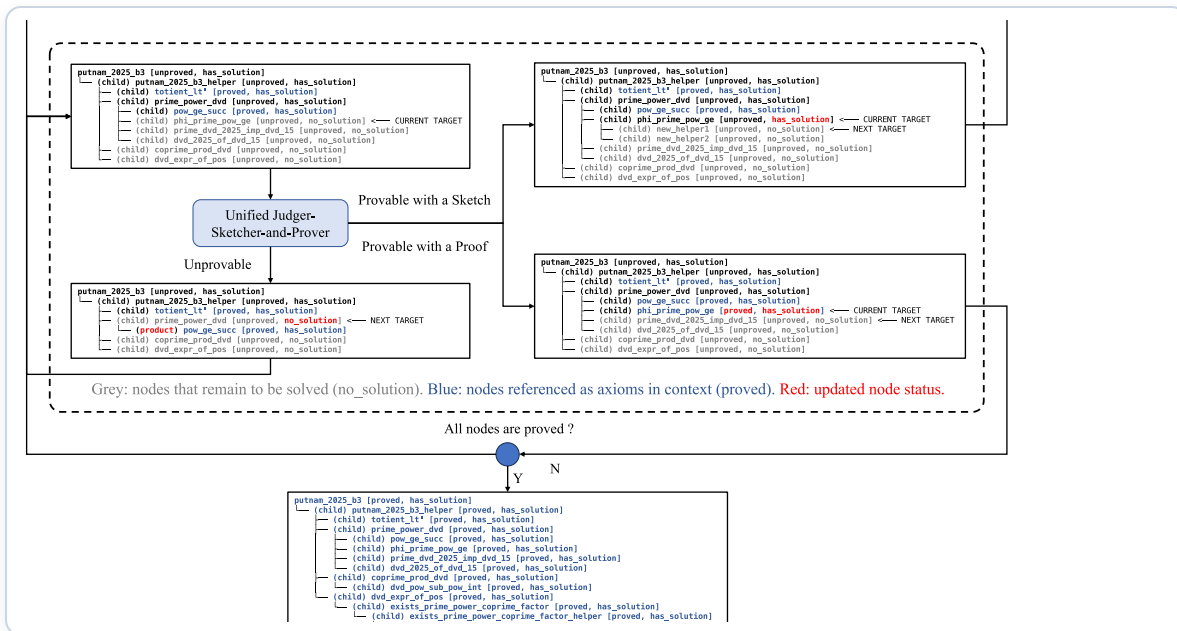 putnam_2025_b3 [unproved, has_solution]
(child) putnam_2025_b3_helper [unproved, has_solution]
(child) totient_lt' [proved, has_solution]
(child) prime_power_dvd [unproved, has_solution]
(child) pow_ge_succ [proved, has_solution]
(child) phi_prime_pow_ge [unproved, no_solution] CURRENT TARGET
(child) prime_dvd_2025_imp_dvd_15 [unproved, no_solution]
(child) dvd_2025_of_dvd_15 [unproved, no_solution]
(child) coprime_prod_dvd [unproved, no_solution]
(child) dvd_expr_of_pos [unproved, no_solution]
putnam_2025_b3 [unproved, has_solution]
(child) putnam_2025_b3_helper [unproved, has_solution]
(child) totient_lt' [proved, has_solution]
(child) prime_power_dvd [unproved, has_solution]
(child) pow_ge_succ [proved, has_solution]
(child) phi_prime_pow_ge [unproved, has_solution] CURRENT TARGET
(child) new_helper1 [unproved, no_solution] NEXT TARGET
(child) new_helper2 [unproved, no_solution]
(child) prime_dvd_2025_imp_dvd_15 [unproved, no_solution]
(child) dvd_2025_of_dvd_15 [unproved, no_solution]
(child) coprime_prod_dvd [unproved, no_solution]
(child) dvd_expr_of_pos [unproved, no_solution]
Unified Judger-
Sketcher-and-Prover
Provable with a Sketch
Provable with a Proof
Unprovable
putnam_2025_b3 [unproved, has_solution]
(child) putnam_2025_b3_helper [unproved, has_solution]
(child) totient_lt' [proved, has_solution]
(child) prime_power_dvd [unproved, no_solution] NEXT TARGET
(product) pow_ge_succ [proved, has_solution]
(child) coprime_prod_dvd [unproved, no_solution]
(child) dvd_expr_of_pos [unproved, no_solution]
putnam_2025_b3 [unproved, has_solution]
(child) putnam_2025_b3_helper [unproved, has_solution]
(child) totient_lt' [proved, has_solution]
(child) prime_power_dvd [unproved, has_solution]
(child) pow_ge_succ [proved, has_solution]
(child) phi_prime_pow_ge [proved, has_solution] CURRENT TARGET
(child) prime_dvd_2025_imp_dvd_15 [unproved, no_solution] NEXT TARGET
(child) dvd_2025_of_dvd_15 [unproved, no_solution]
(child) coprime_prod_dvd [unproved, no_solution]
(child) dvd_expr_of_pos [unproved, no_solution]
Grey: nodes that remain to be solved (no_solution). Blue: nodes referenced as axioms in context (proved). Red: updated node status.
All nodes are proved ?
N
Y
putnam_2025_b3 [proved, has_solution]
(child) putnam_2025_b3_helper [proved, has_solution]
(child) totient_lt' [proved, has_solution]
(child) prime_power_dvd [proved, has_solution]
(child) pow_ge_succ [proved, has_solution]
(child) phi_prime_pow_ge [proved, has_solution]
(child) prime_dvd_2025_imp_dvd_15 [proved, has_solution]
(child) dvd_2025_of_dvd_15 [proved, has_solution]
(child) coprime_prod_dvd [proved, has_solution]
(child) dvd_pow_sub_pow_int [proved, has_solution]
(child) dvd_expr_of_pos [proved, has_solution]
(child) exists_prime_power_coprime_factor [proved, has_solution]
(child) exists_prime_power_coprime_factor_helper [proved, has_solution]